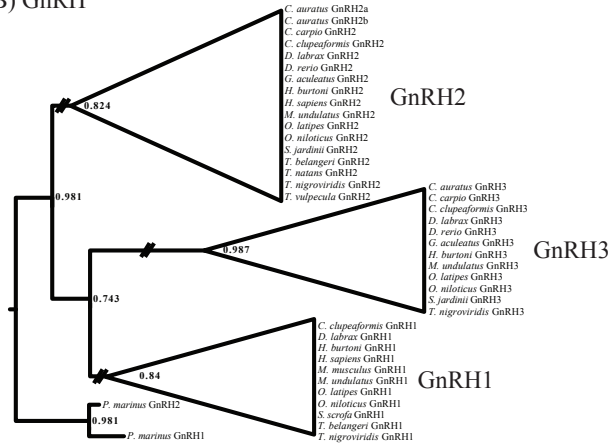 B) GnRH
C. auratus GnRH2a
C. auratus GnRH2b
C. carpio GnRH2
C. clupeaformis GnRH2
D. labrax GnRH2
D. rerio GnRH2
G. aculeatus GnRH2
H. burtoni GnRH2
H. sapiens GnRH2
M. undulatus GnRH2
O. latipes GnRH2
O. niloticus GnRH2
S. jardinii GnRH2
T. belangeri GnRH2
T. natans GnRH2
T. nigroviridis GnRH2
T. vulpecula GnRH2
GnRH2
0.824
0.981
C. auratus GnRH3
C. carpio GnRH3
C. clupeaformis GnRH3
D. labrax GnRH3
D. rerio GnRH3
G. aculeatus GnRH3
H. burtoni GnRH3
M. undulatus GnRH3
O. latipes GnRH3
O. niloticus GnRH3
S. jardinii GnRH3
T. nigroviridis GnRH3
GnRH3
0.987
0.743
C. clupeaformis GnRH1
D. labrax GnRH1
H. burtoni GnRH1
H. sapiens GnRH1
M. musculus GnRH1
M. undulatus GnRH1
O. latipes GnRH1
O. niloticus GnRH1
S. scrofa GnRH1
T. belangeri GnRH1
T. nigroviridis GnRH1
GnRH1
0.84
P. marinus GnRH2
0.981
P. marinus GnRH1